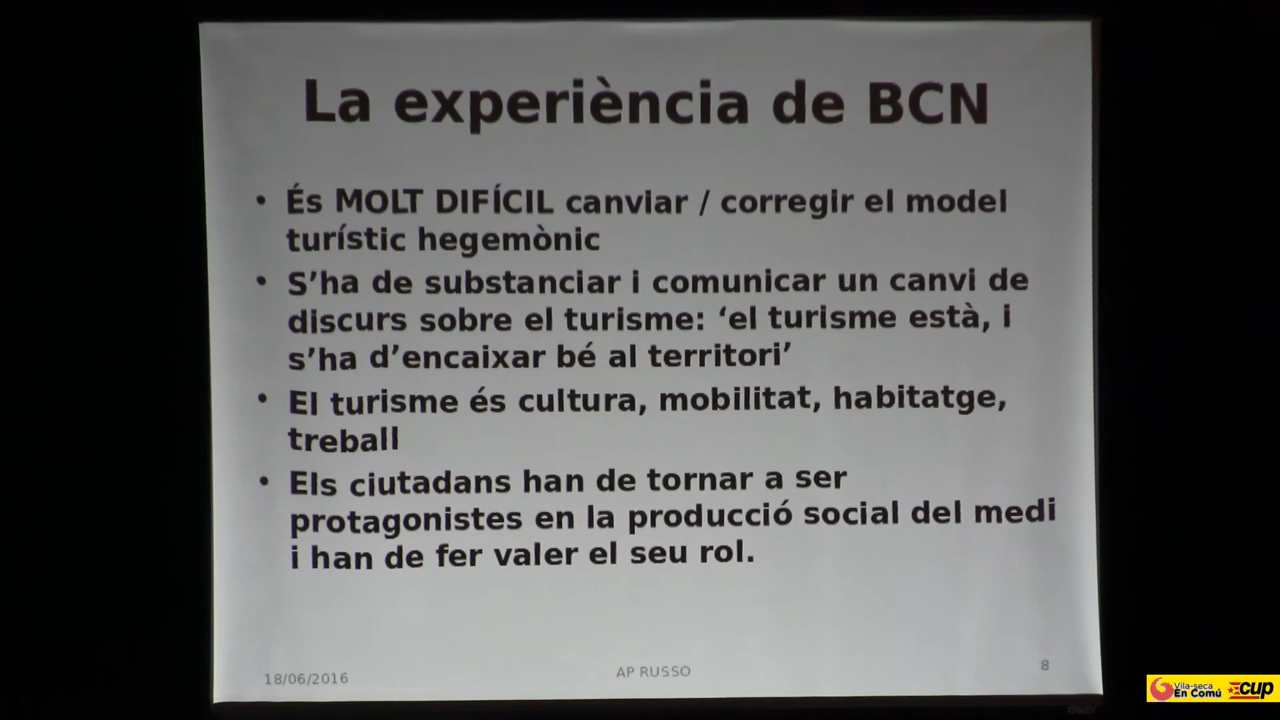 La experiència de BCN
• És MOLT DIFÍCIL canviar / corregir el model
turístic hegemònic
• S’ha de substanciar i comunicar un canvi de
discurs sobre el turisme: ‘el turisme està, i
s’ha d’encaixar bé al territori’
• El turisme és cultura, mobilitat, habitatge,
treball
• Els ciutadans han de tornar a ser
protagonistes en la producció social del medi
i han de fer valer el seu rol.
18/06/2016
AP RUSSO
8
Vila-seca
En Comú
cup